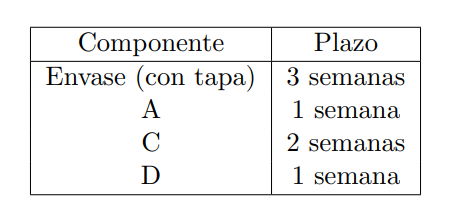 Componente Plazo
Envase (con tapa) 3 semanas
A 1 semana
C 2 semanas
D 1 semana